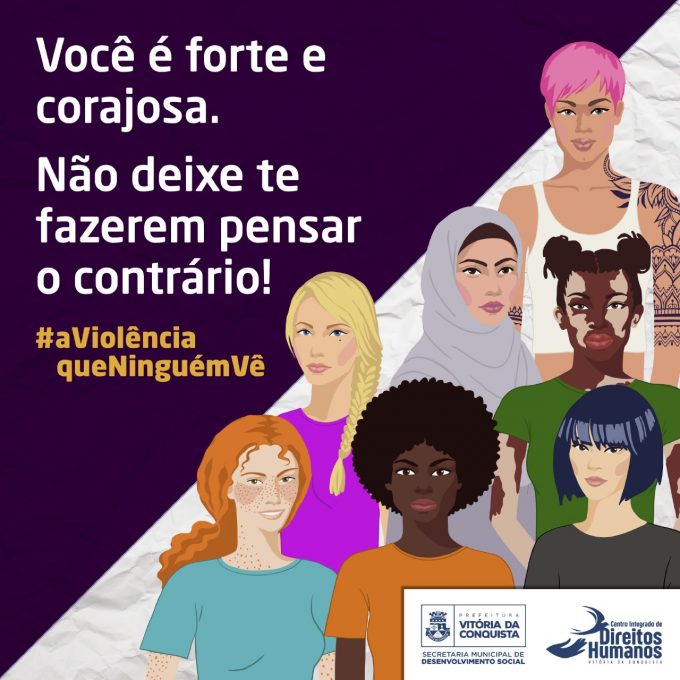 Você é forte e
corajosa.
Não deixe te
fazerem pensar
o contrário!
#aViolência
queNinguémVê
PREFEITURA
VITÓRIA DA
CONQUISTA
SECRETARIA MUNICIPAL DE
DESENVOLVIMENTO SOCIAL
Centro Integrado de
Direitos
Humanos
VITÓRIA DA CONQUISTA